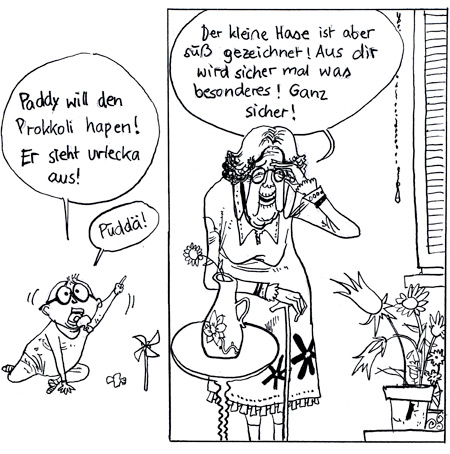 Paddy will den
Prokkoli hapen!
Er sieht urlecka
aus!
Püddä!
Der kleine Hase ist aber
süß gezeichnet! Aus dir
wird sicher mal was
besonderes! Ganz
sicher!